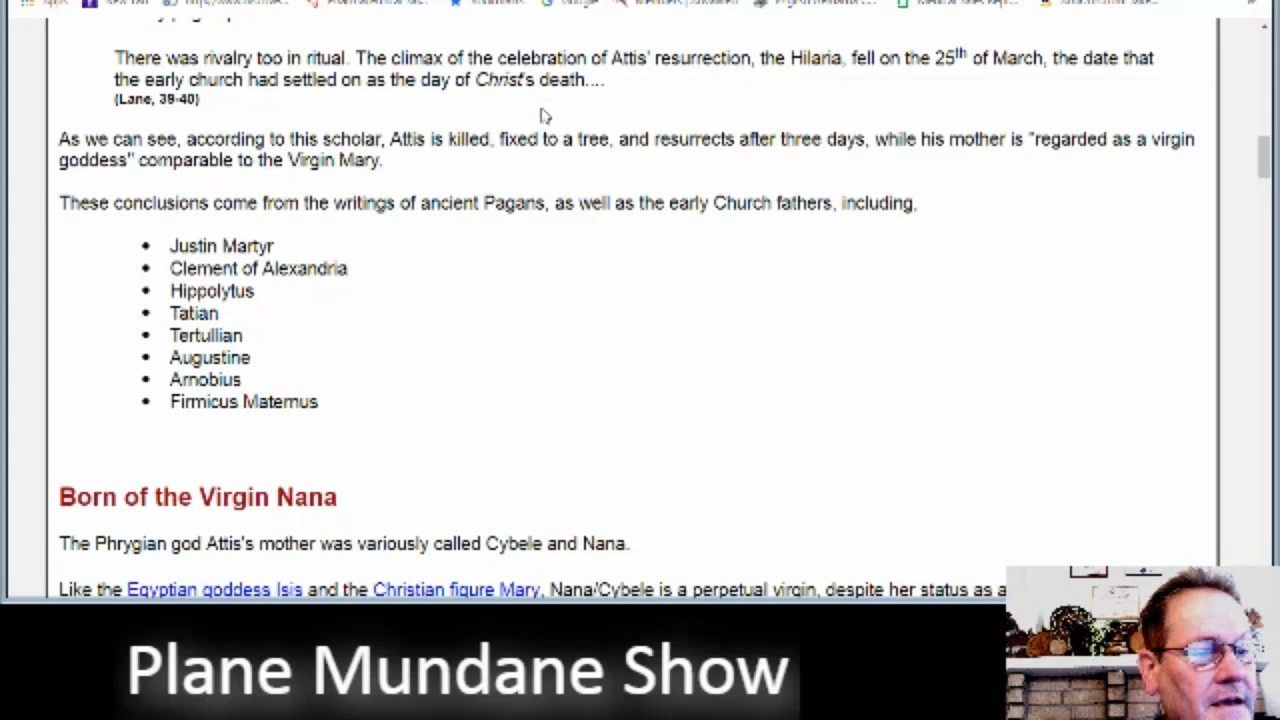 There was rivalry too in ritual. The climax of the celebration of Attis' resurrection, the Hilaria, fell on the 25th of March, the date that
the early church had settled on as the day of Christ's death....
(Lane, 39-40)
As we can see, according to this scholar, Attis is killed, fixed to a tree, and resurrects after three days, while his mother is "regarded as a virgin
goddess" comparable to the Virgin Mary.
These conclusions come from the writings of ancient Pagans, as well as the early Church fathers, including,
• Justin Martyr
• Clement of Alexandria
• Hippolytus
• Tatian
• Tertullian
• Augustine
• Arnobius
• Firmicus Maternus
Born of the Virgin Nana
The Phrygian god Attis's mother was variously called Cybele and Nana.
Like the Egyptian goddess Isis and the Christian figure Mary, Nana/Cybele is a perpetual virgin, despite her status as a
Plane Mundane Show